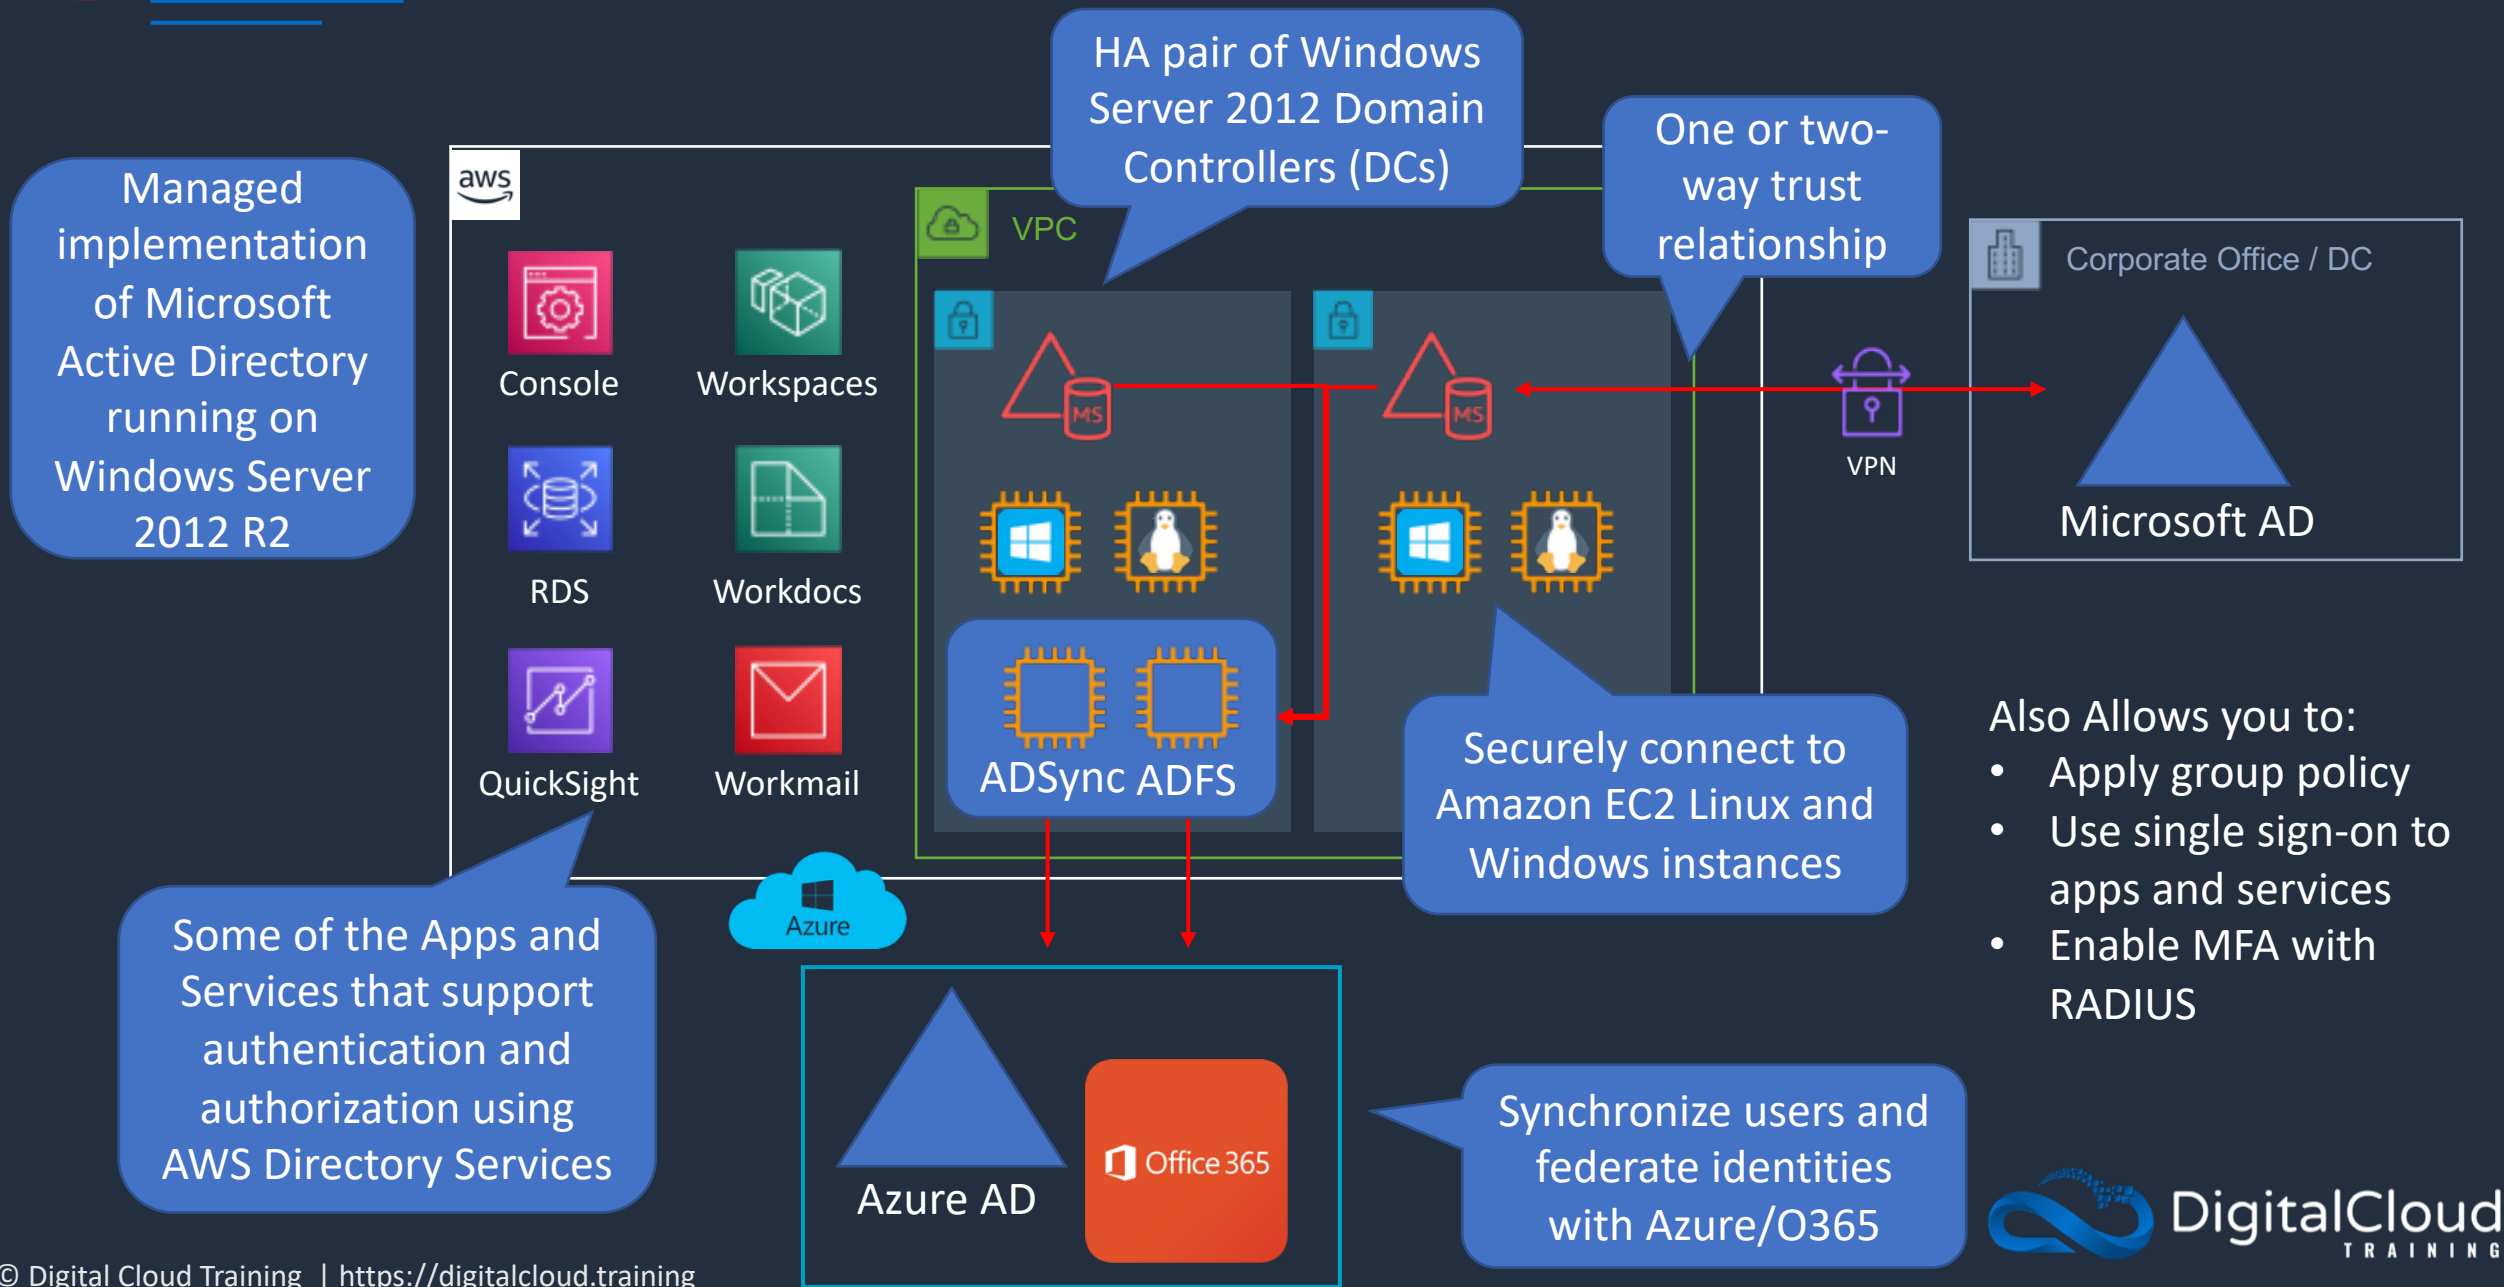 HA pair of Windows
Server 2012 Domain
Controllers (DCs)
One or two-
way trust
relationship
Managed
implementation
of Microsoft
Active Directory
running on
Windows Server
2012 R2
aws
VPC
Corporate Office / DC
Console
Workspaces
MS
MS
VPN
Microsoft AD
RDS
Workdocs
QuickSight
Workmail
ADSync
ADFS
Securely connect to
Amazon EC2 Linux and
Windows instances
Also Allows you to:
• Apply group policy
• Use single sign-on to
apps and services
• Enable MFA with
RADIUS
Azure
Some of the Apps and
Services that support
authentication and
authorization using
AWS Directory Services
Azure AD
Office 365
Synchronize users and
federate identities
with Azure/O365
DigitalCloud
TRAINING
© Digital Cloud Training | https://digitalcloud.training